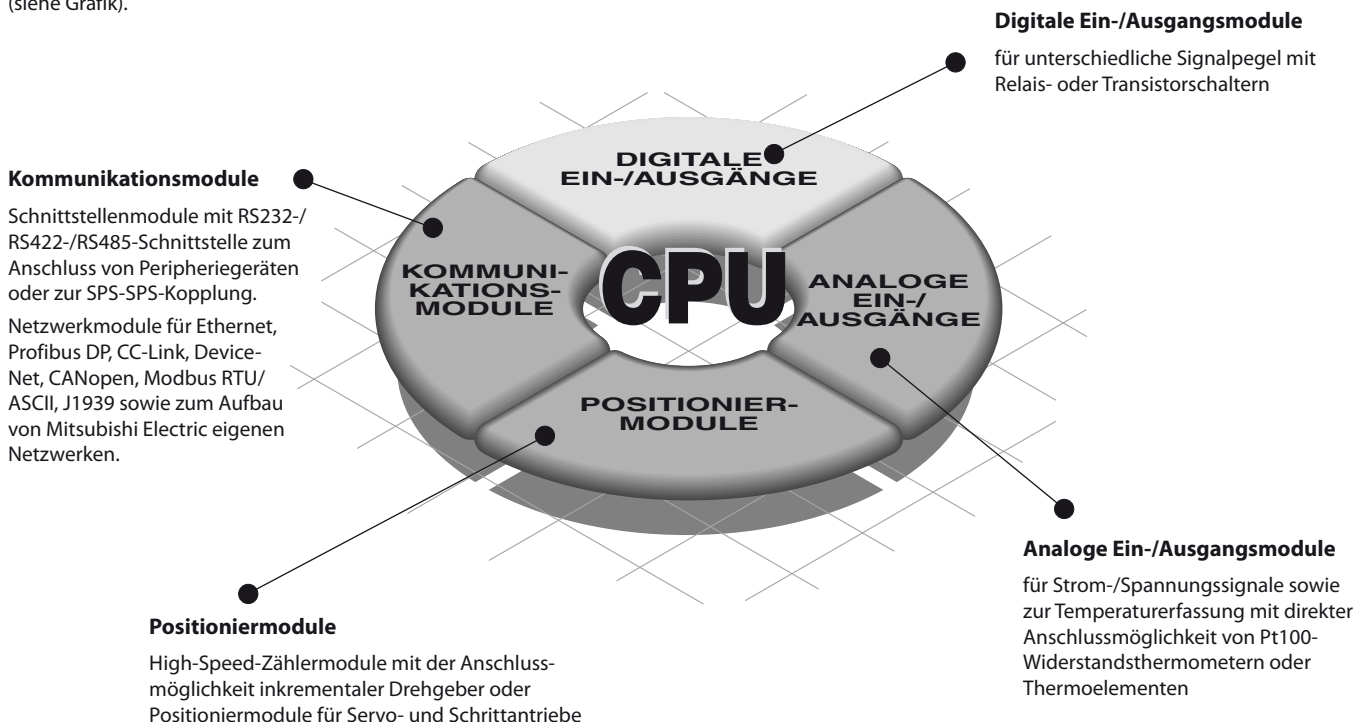 (siehe Grafik).
Digitale Ein-/Ausgangsmodule
für unterschiedliche Signalpegel mit
Relais- oder Transistorschaltern
Kommunikationsmodule
Schnittstellenmodule mit RS232-/
RS422-/RS485-Schnittstelle zum
Anschluss von Peripheriegeräten
oder zur SPS-SPS-Kopplung.
Netzwerkmodule für Ethernet,
Profibus DP, CC-Link, Device-
Net, CANopen, Modbus RTU/
ASCII, J1939 sowie zum Aufbau
von Mitsubishi Electric eigenen
Netzwerken.
DIGITALE
EIN-/AUSGÄNGE
KOMMUNI-
KATIONS-
MODULE
CPU
ANALOGE
EIN-/
AUSGÄNGE
POSITIONIER-
MODULE
Positioniermodule
High-Speed-Zählermodule mit der Anschluss-
möglichkeit inkrementaler Drehgeber oder
Positioniermodule für Servo- und Schrittantriebe
Analoge Ein-/Ausgangsmodule
für Strom-/Spannungssignale sowie
zur Temperaturerfassung mit direkter
Anschlussmöglichkeit von Pt100-
Widerstandsthermometern oder
Thermoelementen